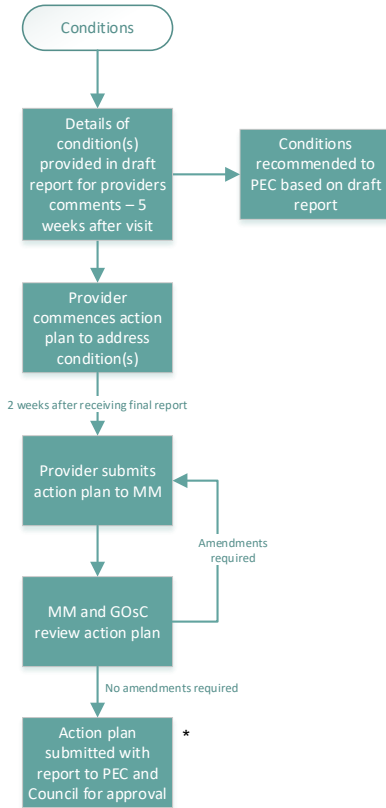 Conditions
Details of
condition(s)
provided in draft
report for providers
comments – 5
weeks after visit
Conditions
recommended to
PEC based on draft
report
Provider
commences action
plan to address
condition(s)
2 weeks after receiving final report
Provider submits
action plan to MM
Amendments
required
MM and GOsC
review action plan
No amendments required
Action plan
submitted with
report to PEC and
Council for approval
*